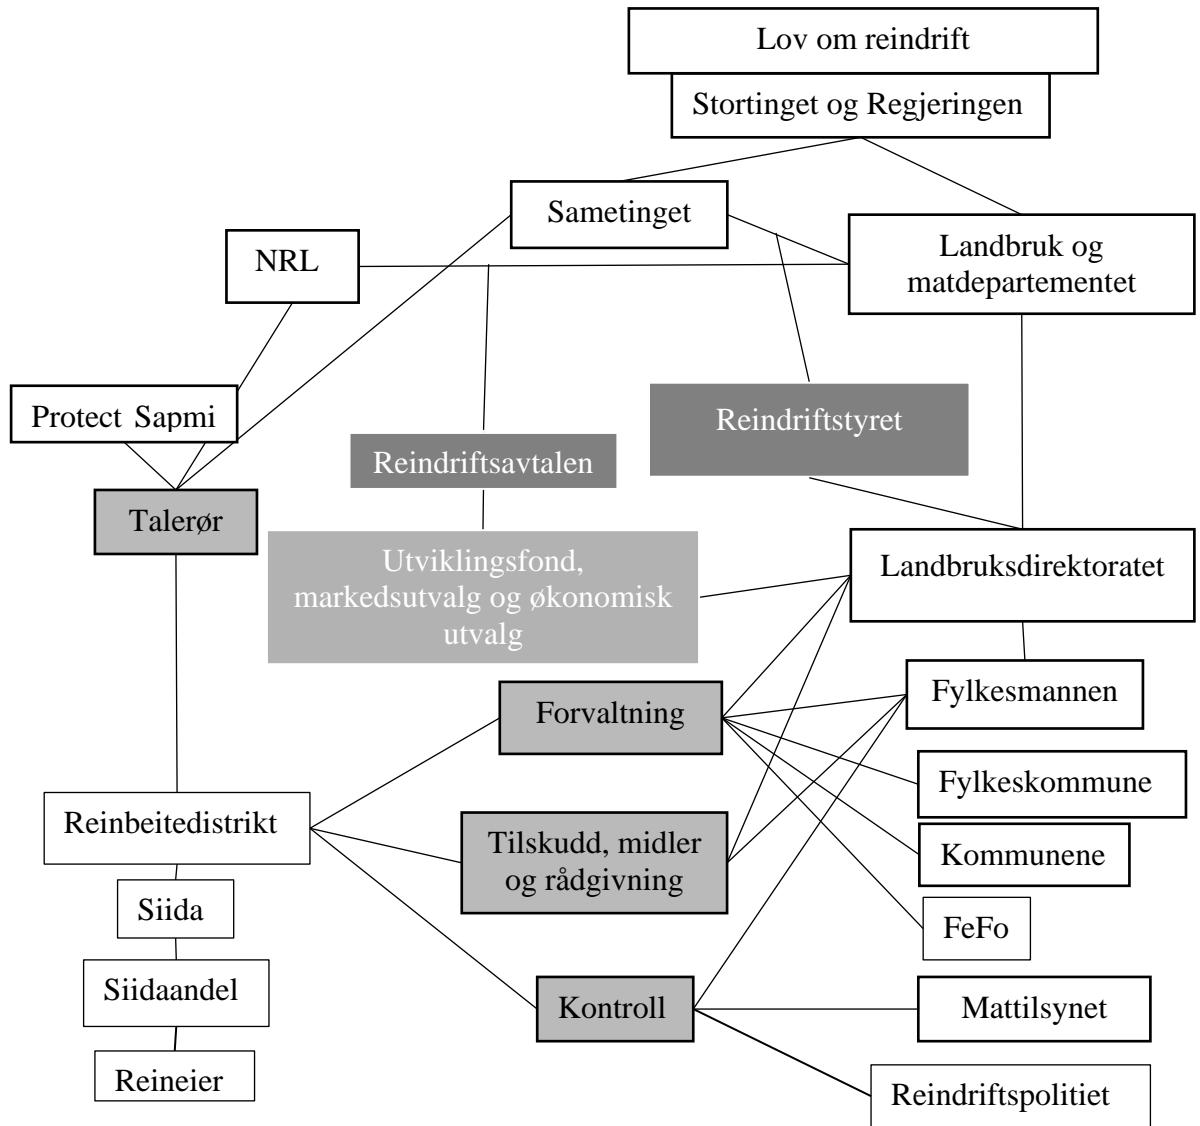 Lov om reindrift
Stortinget og Regjeringen
Sametinget
Landbruk og
matdepartementet
NRL
Protect Sapmi
Reindriftstyret
Reindriftsavtalen
Talerør
Utviklingsfond,
markedsutvalg og økonomisk
utvalg
Landbruksdirektoratet
Forvaltning
Fylkesmannen
Fylkeskommune
Reinbeitedistrikt
Tilskudd, midler
og rådgivning
Kommunene
Siida
FeFo
Siidaandel
Kontroll
Mattilsynet
Reineier
Reindriftspolitiet